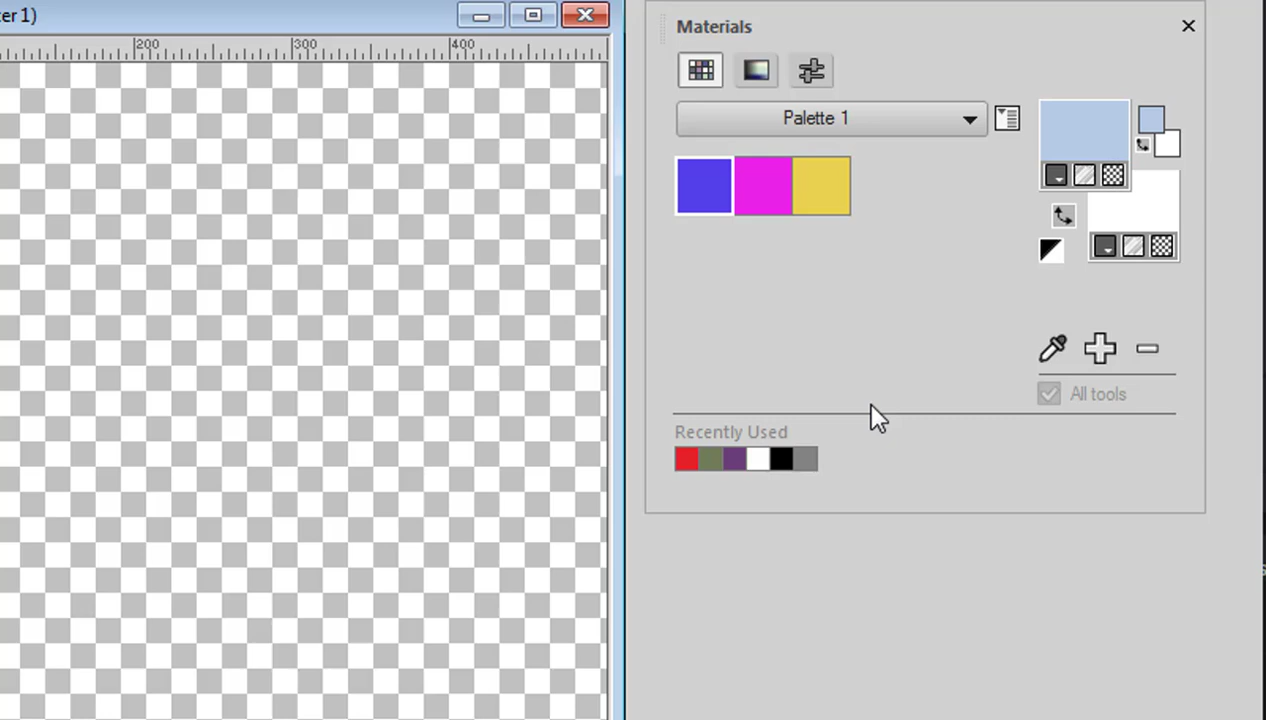 er 1)
200
300
400
Materials
Palette 1
All tools
Recently Used